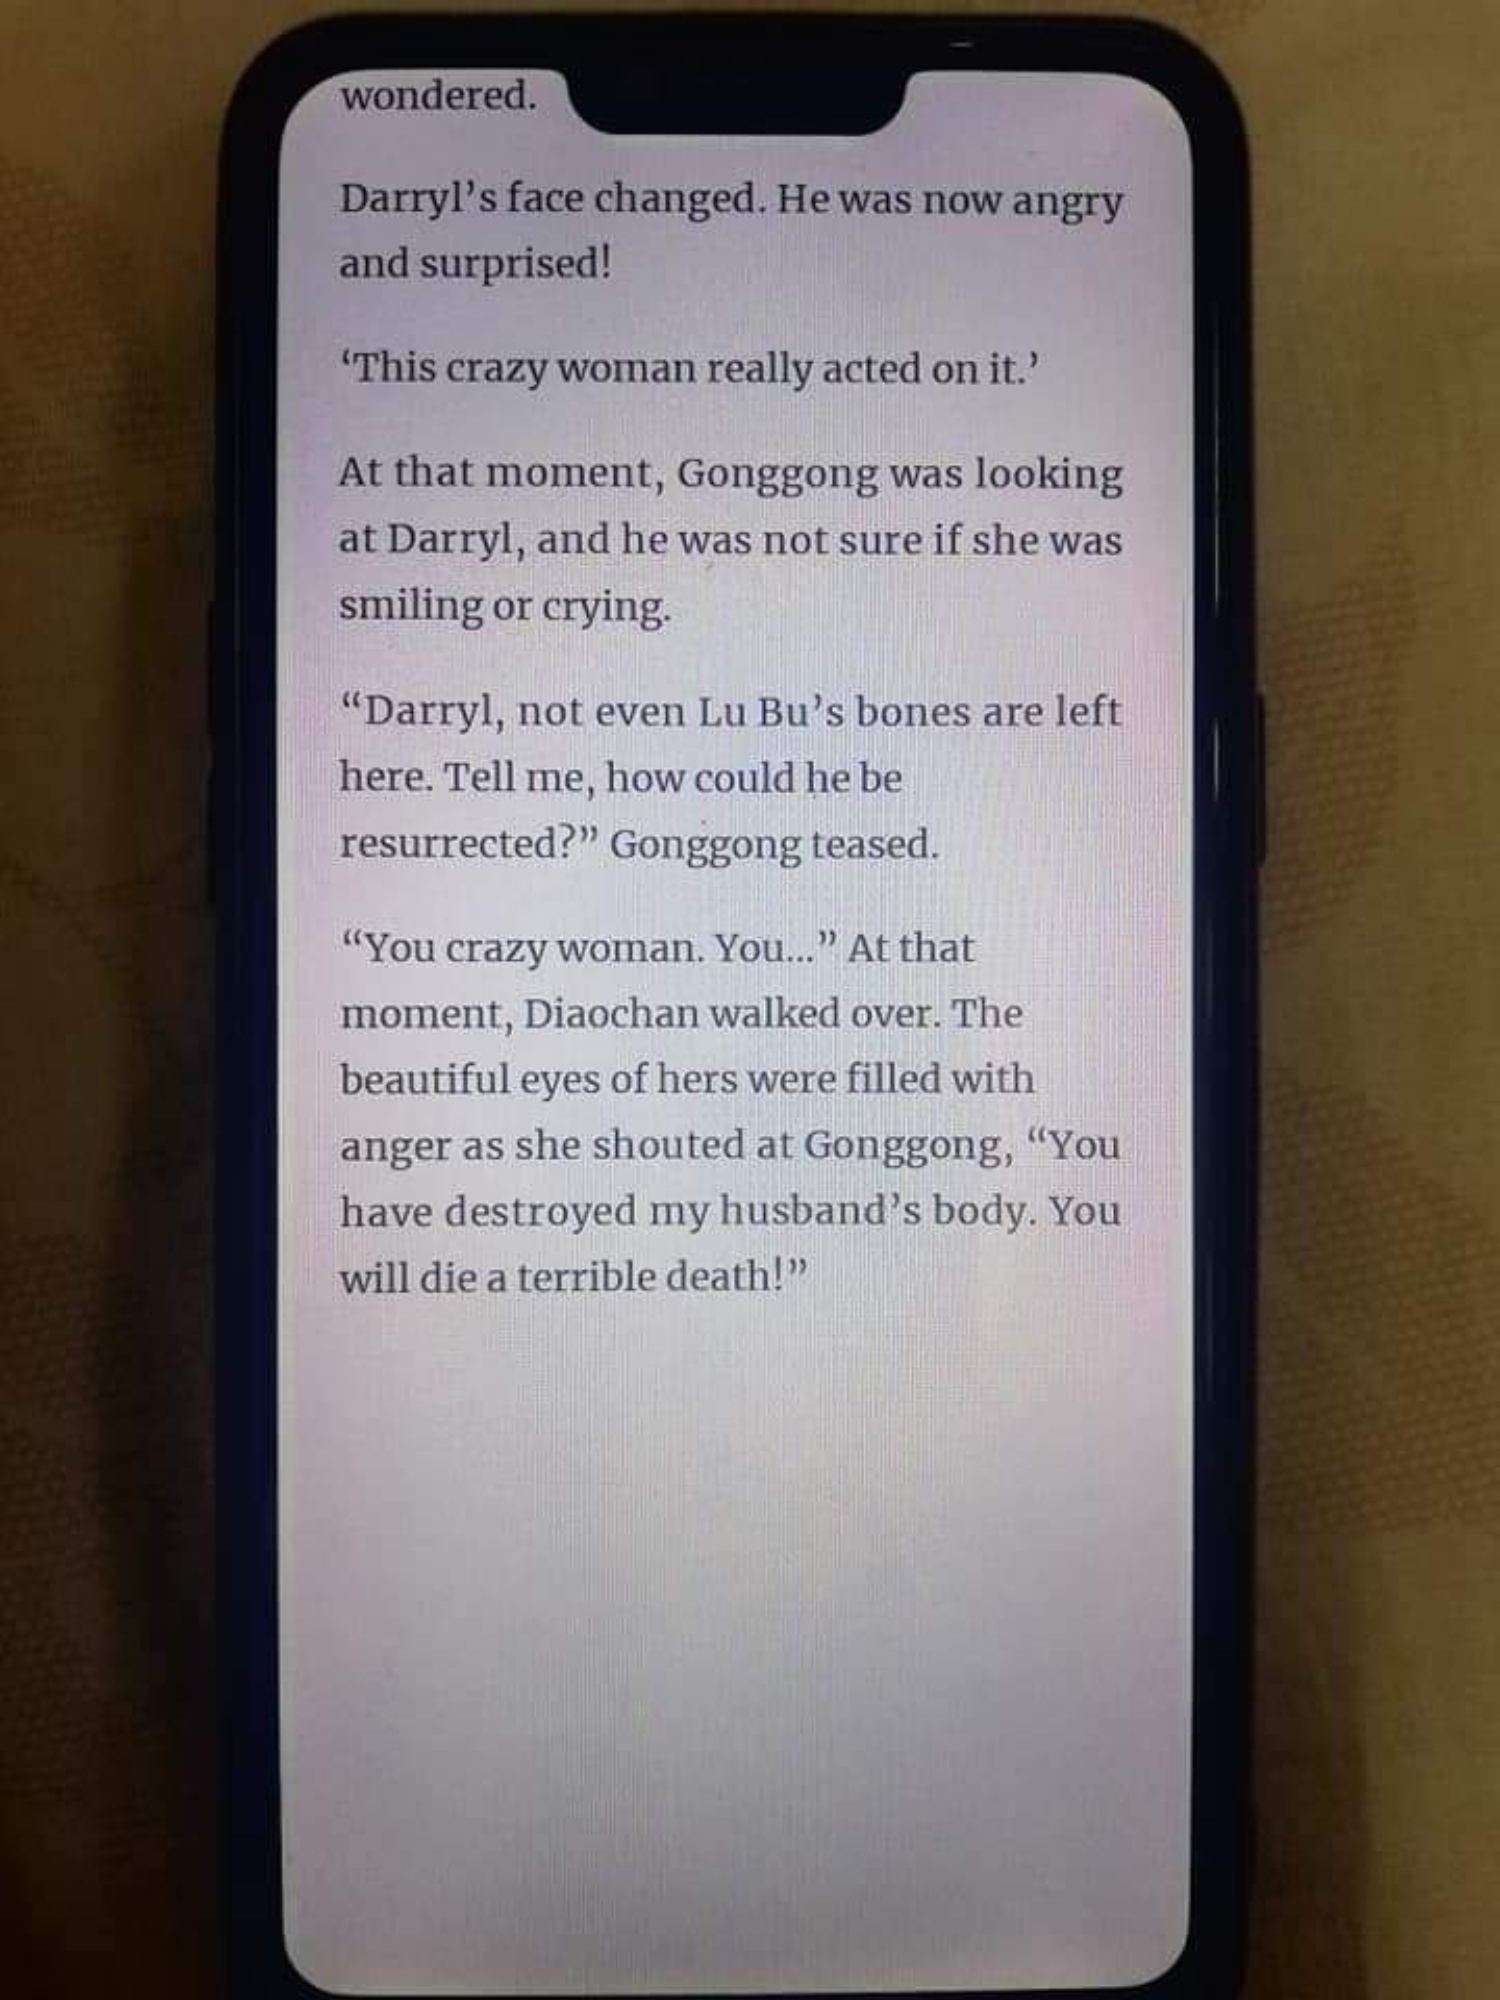 wondered.
Darryl’s face changed. He was now angry
and surprised!
‘This crazy woman really acted on it.’
At that moment, Gonggong was looking
at Darryl, and he was not sure if she was
smiling or crying.
“Darryl, not even Lu Bu’s bones are left
here. Tell me, how could he be
resurrected?” Gonggong teased.
“You crazy woman. You...” At that
moment, Diaochan walked over. The
beautiful eyes of hers were filled with
anger as she shouted at Gonggong, “You
have destroyed my husband’s body. You
will die a terrible death!”